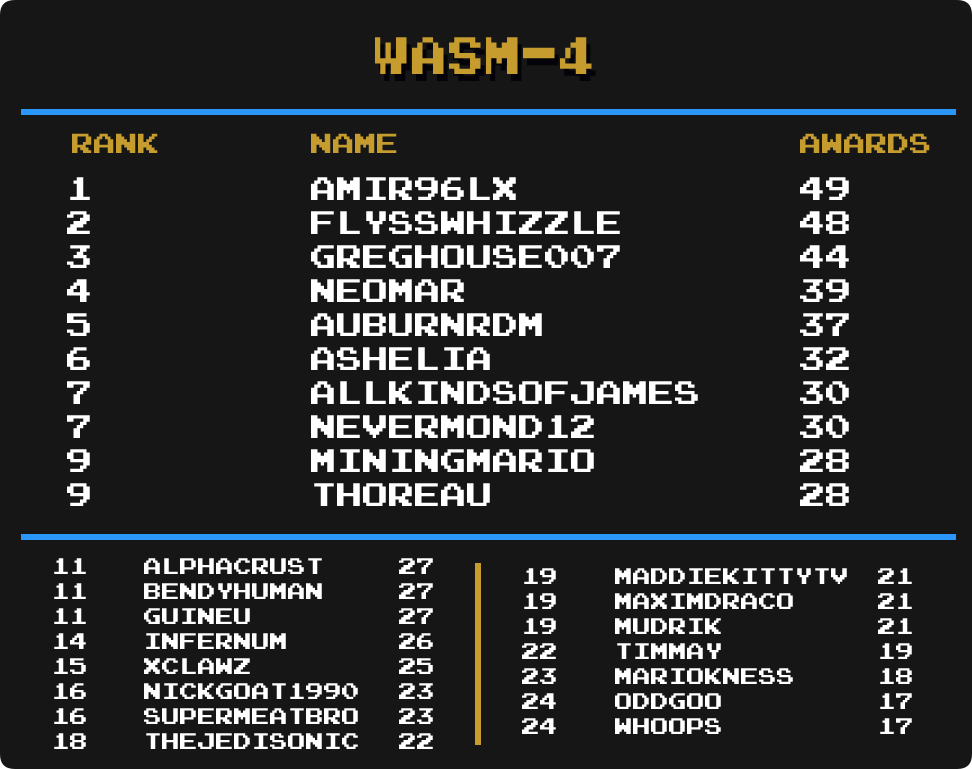 WASM-4
RANK NAME AWARDS
1 AMIR96LX 49
2 FLYSSWHIZZLE 48
3 GREGHOUSE007 44
4 NEOMAR 39
5 AUBURNRDM 37
6 ASHELIA 32
7 ALLKINDSOFJAMES 30
7 NEVERMOND12 30
9 MININGMARIO 28
9 THOREAU 28
11 ALPHACRUST 27
11 BENDYHUMAN 27
11 GUINEU 27
14 INFERNUM 26
15 XCLAWZ 25
16 NICKGOAT1990 23
16 SUPERMEATBRO 23
18 THEJEDISONIC 22
19 MADDIEKITTYTV 21
19 MAXIMDRACO 21
19 MUDRIK 21
22 TIMMAY 19
23 MARIOKNESS 18
24 ODDGOO 17
24 WHOOPS 17